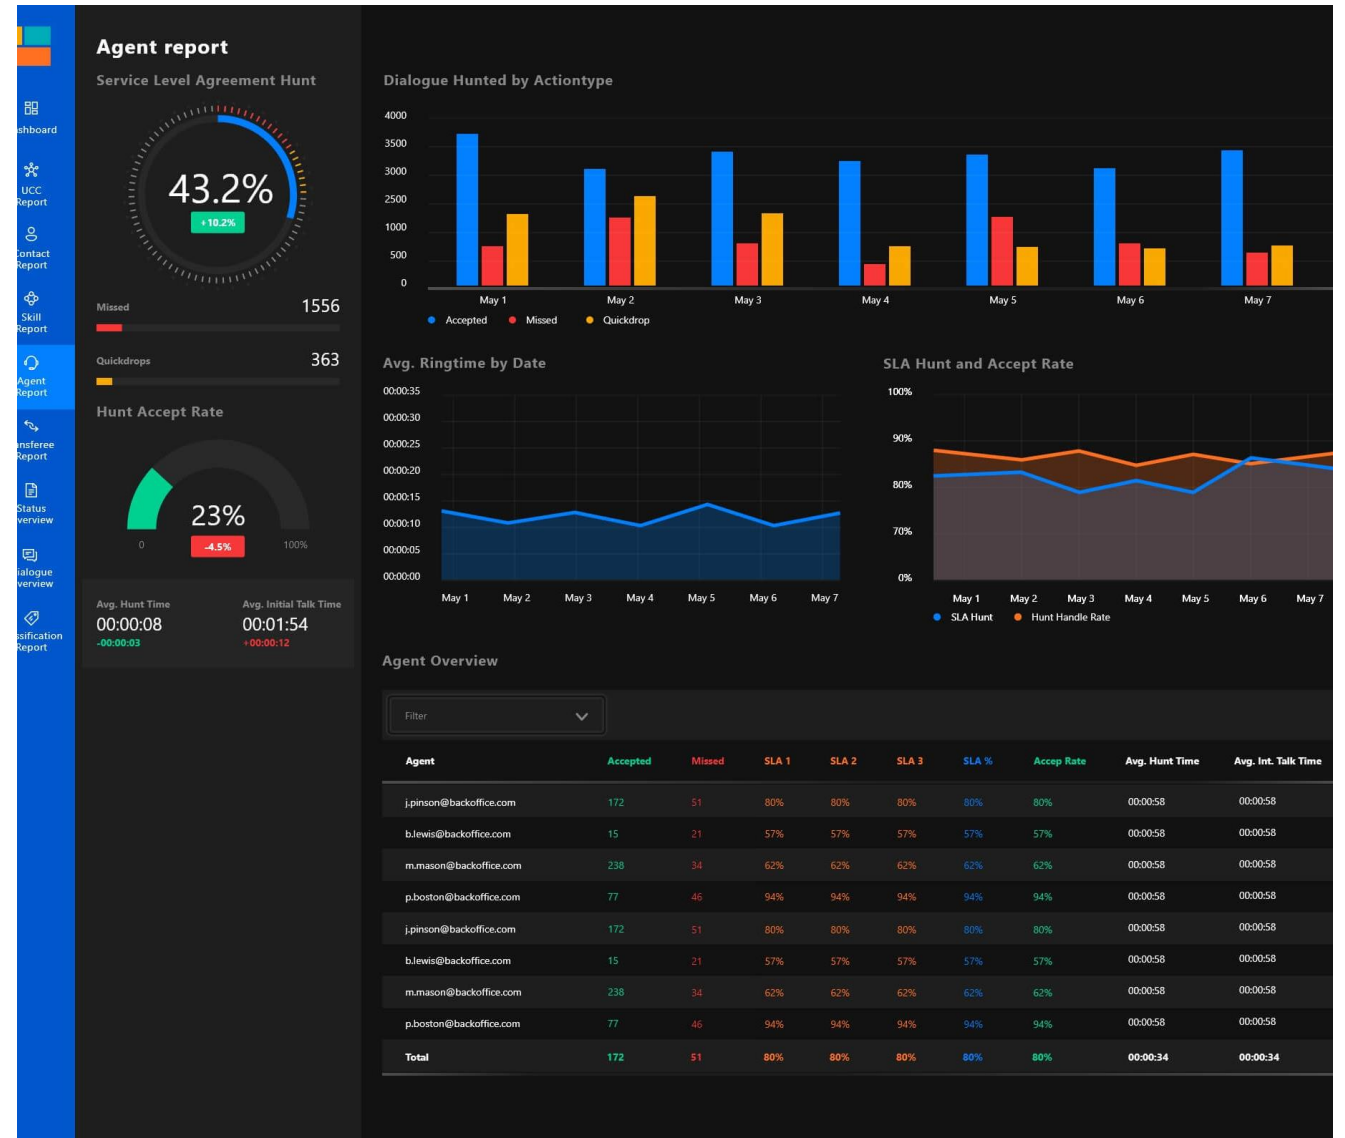 Agent report
Service Level Agreement Hunt
43.2%
+10.2%
Missed 1556
Quickdrops 363
Hunt Accept Rate
23%
-4.5%
0 100%
Avg. Hunt Time Avg. Initial Talk Time
00:00:08 00:01:54
-00:00:03 +00:00:12
shboard
UCC
Report
Contact
Report
Skill
Report
Agent
Report
nsferee
Report
Status
verview
ialogue
verview
ssification
Report
Dialogue Hunted by Actiontype
4000
3500
3000
2500
2000
1500
1000
500
0
May 1 May 2 May 3 May 4 May 5 May 6 May 7
Accepted Missed Quickdrop
Avg. Ringtime by Date
00:00:35
00:00:30
00:00:25
00:00:20
00:00:15
00:00:10
00:00:05
00:00:00
May 1 May 2 May 3 May 4 May 5 May 6 May 7
SLA Hunt and Accept Rate
100%
90%
80%
70%
0%
May 1 May 2 May 3 May 4 May 5 May 6 May 7
SLA Hunt Hunt Handle Rate
Agent Overview
Filter
Agent Accepted Missed SLA 1 SLA 2 SLA 3 SLA % Accep Rate Avg. Hunt Time Avg. Int. Talk Time
j.pinson@backoffice.com 172 51 80% 80% 80% 80% 80% 00:00:58 00:00:58
b.lewis@backoffice.com 15 21 57% 57% 57% 57% 57% 00:00:58 00:00:58
m.mason@backoffice.com 238 34 62% 62% 62% 62% 62% 00:00:58 00:00:58
p.boston@backoffice.com 77 46 94% 94% 94% 94% 94% 00:00:58 00:00:58
j.pinson@backoffice.com 172 51 80% 80% 80% 80% 80% 00:00:58 00:00:58
b.lewis@backoffice.com 15 21 57% 57% 57% 57% 57% 00:00:58 00:00:58
m.mason@backoffice.com 238 34 62% 62% 62% 62% 62% 00:00:58 00:00:58
p.boston@backoffice.com 77 46 94% 94% 94% 94% 94% 00:00:58 00:00:58
Total 172 51 80% 80% 80% 80% 80% 00:00:34 00:00:34